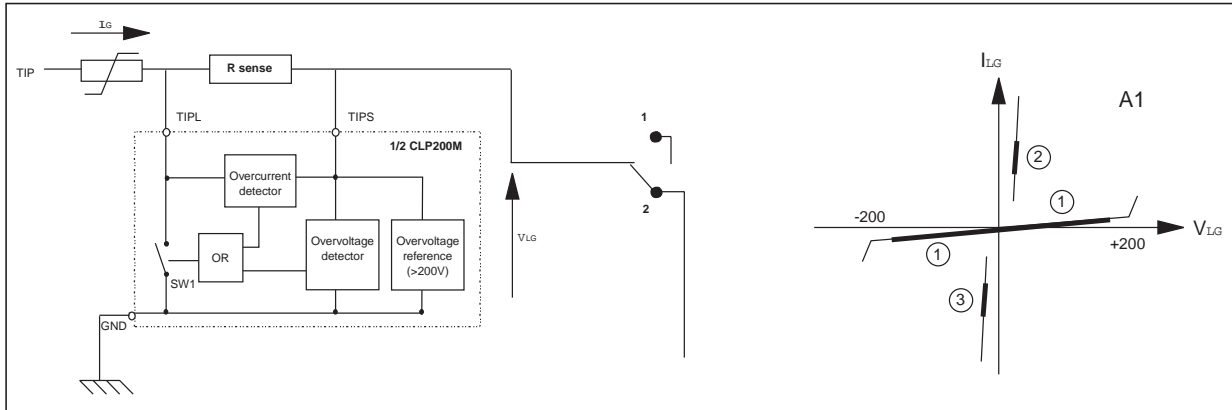 IG
TIP
R sense
TIPL
TIPS
1/2 CLP200M
Overcurrent
detector
OR
Overvoltage
detector
Overvoltage
reference
(>200V)
SW1
GND
VLG
1
2
ILG
A1
2
1
-200
+200
VLG
1
3